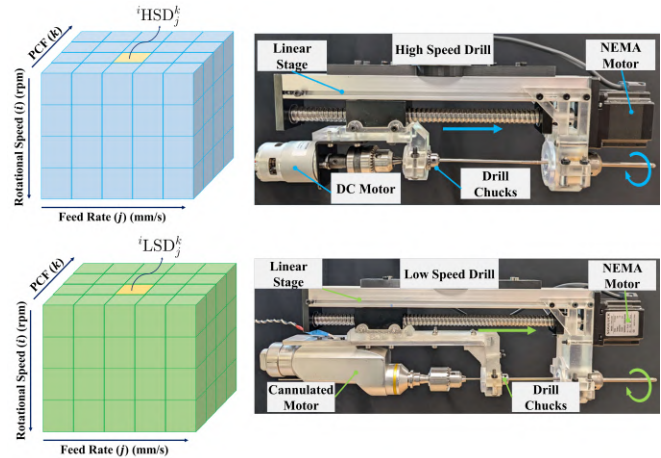 ⁱHSDⱼᵏ
PCF (k)
Rotational Speed (i) (rpm)
Feed Rate (j) (mm/s)
Linear
Stage
High Speed Drill
NEMA
Motor
DC Motor
Drill
Chucks
ⁱLSDⱼᵏ
PCF (k)
Rotational Speed (i) (rpm)
Feed Rate (j) (mm/s)
Linear
Stage
Low Speed Drill
NEMA
Motor
Cannulated
Motor
Drill
Chucks